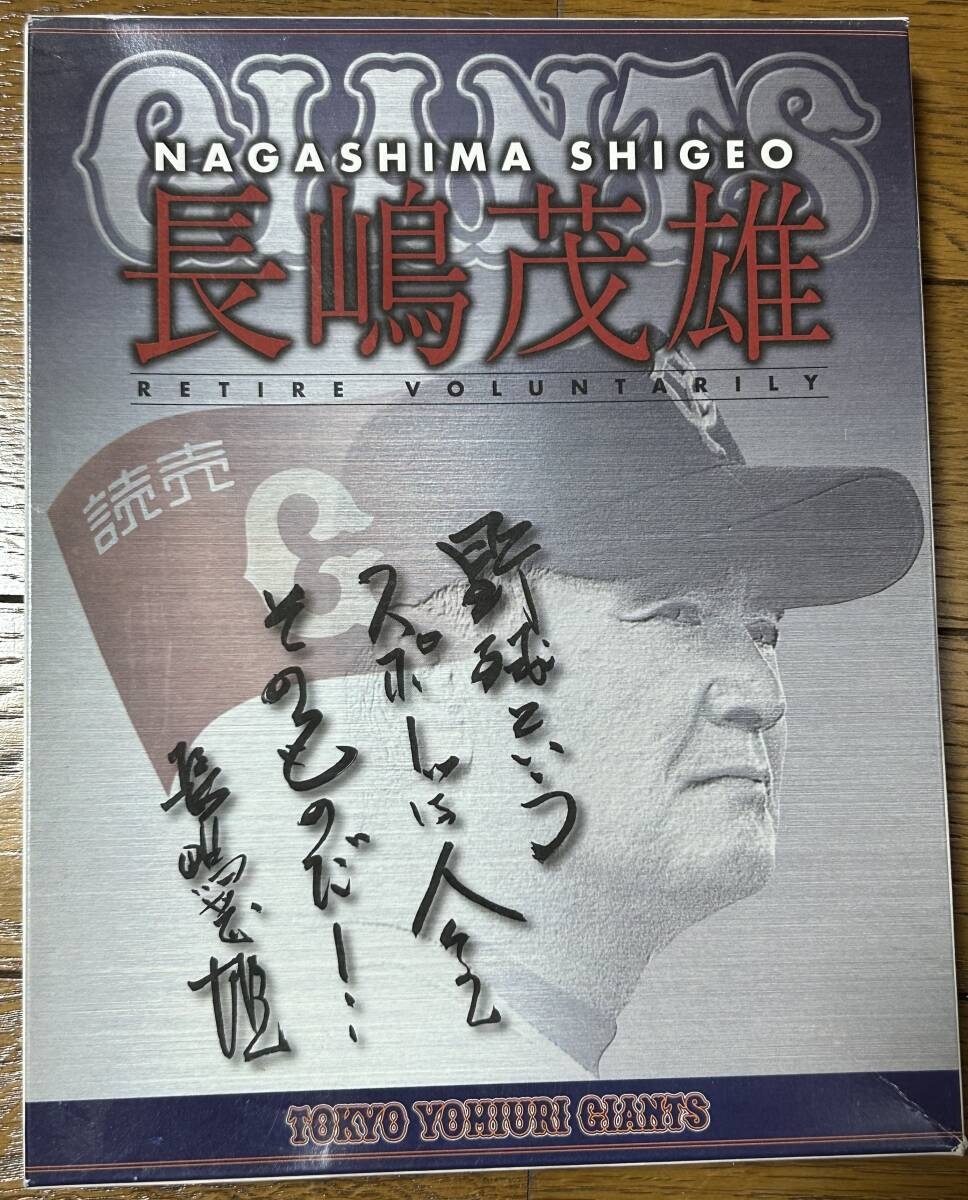 GIANTS
NAGASHIMA SHIGEO
長嶋茂雄
RETIRE VOLUNTARILY
読売
G
野球という
スポーツは人生
そのものだ!‥
長嶋茂雄
TOKYO YOMIURI GIANTS